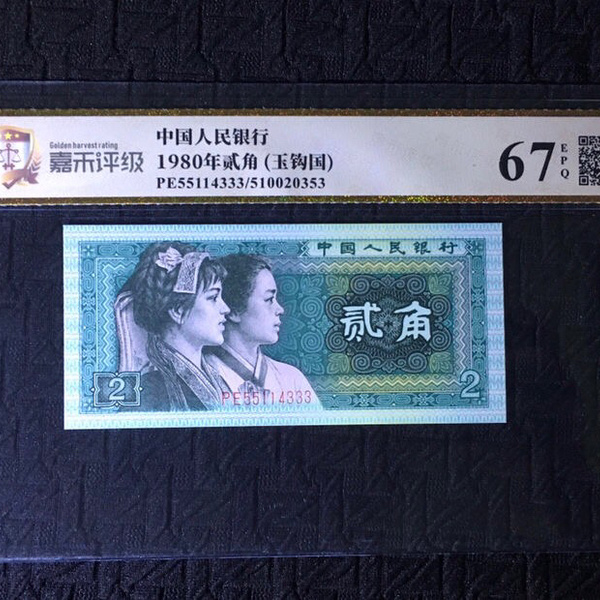 Golden harvest rating
嘉禾评级
中国人民银行
1980年贰角 (玉钩国)
PE55114333/510020353
67
EPQ
中国人民银行
贰角
2
PE55114333
2